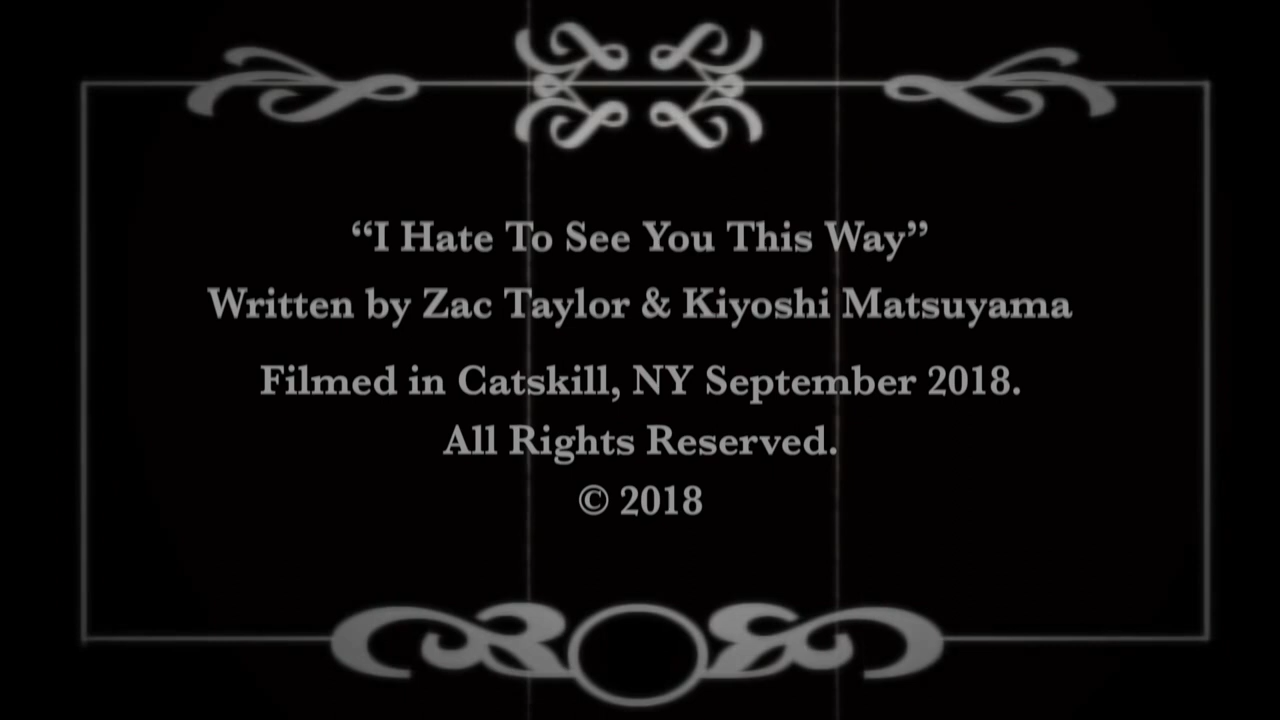 “I Hate To See You This Way”
Written by Zac Taylor & Kiyoshi Matsuyama
Filmed in Catskill, NY September 2018.
All Rights Reserved.
© 2018